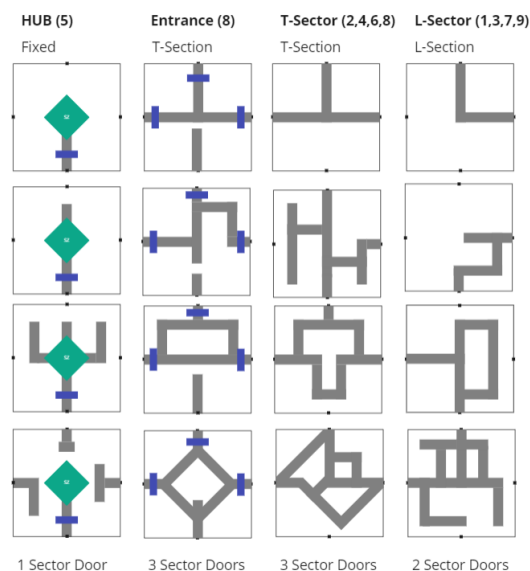 HUB (5)
Entrance (8)
T-Sector (2,4,6,8)
L-Sector (1,3,7,9)
Fixed
T-Section
T-Section
L-Section
1 Sector Door
3 Sector Doors
3 Sector Doors
2 Sector Doors